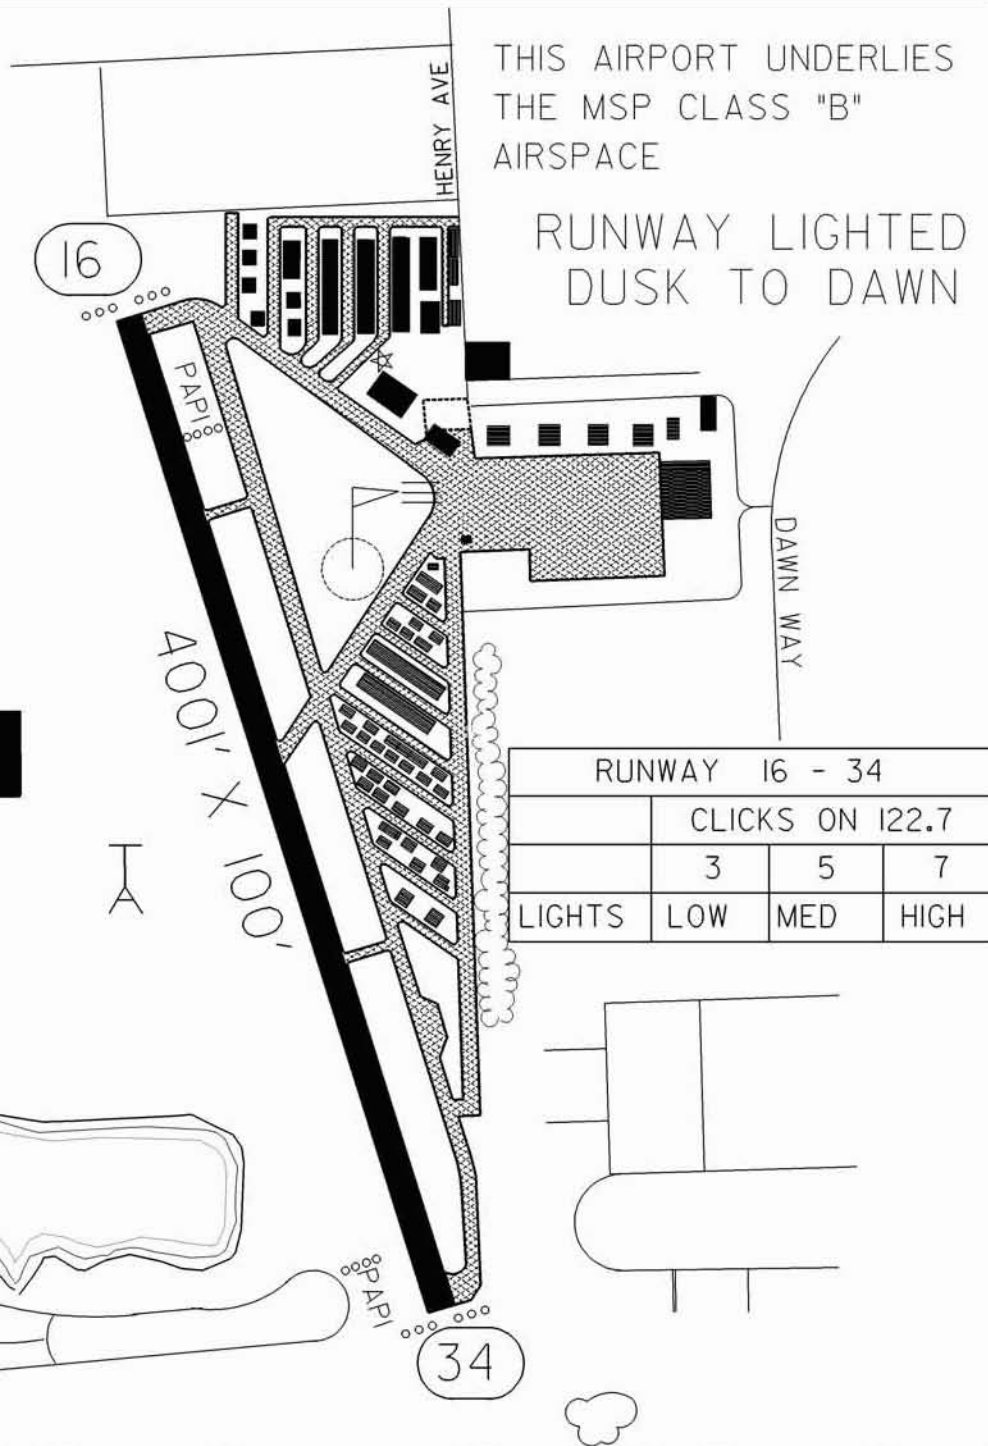 THIS AIRPORT UNDERLIES
THE MSP CLASS "B"
AIRSPACE
HENRY AVE
RUNWAY LIGHTED
DUSK TO DAWN
16
PAPI
DAWN WAY
4001' X 100'
RUNWAY 16 - 34
CLICKS ON 122.7
3 5 7
LIGHTS LOW MED HIGH
PAPI
34